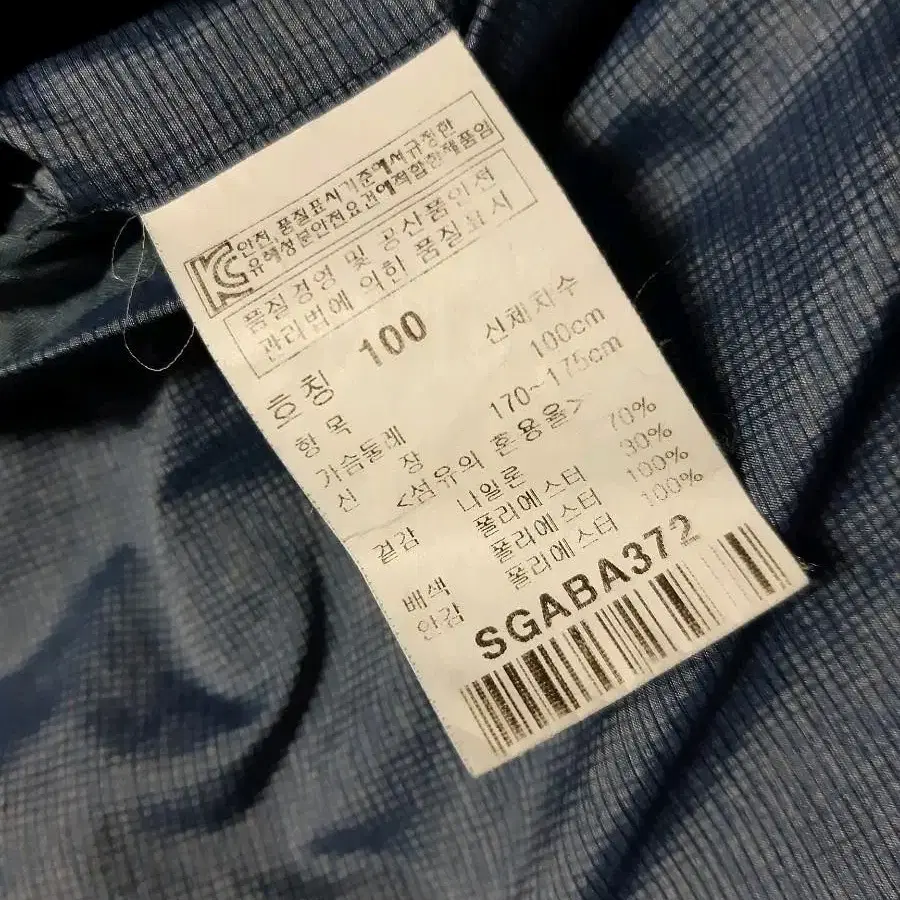 KC
안전, 품질표시기준에서규정한
유해성분안전요건에적합한제품임
품질경영 및 공산품안전
관리법에 의한 품질표시
호칭 100
항 목 신체치수
가슴둘레 100cm
신 장 170~175cm
<섬유의 혼용율>
겉감 나일론 70%
폴리에스터 30%
배색 폴리에스터 100%
안감 폴리에스터 100%
SGABA372